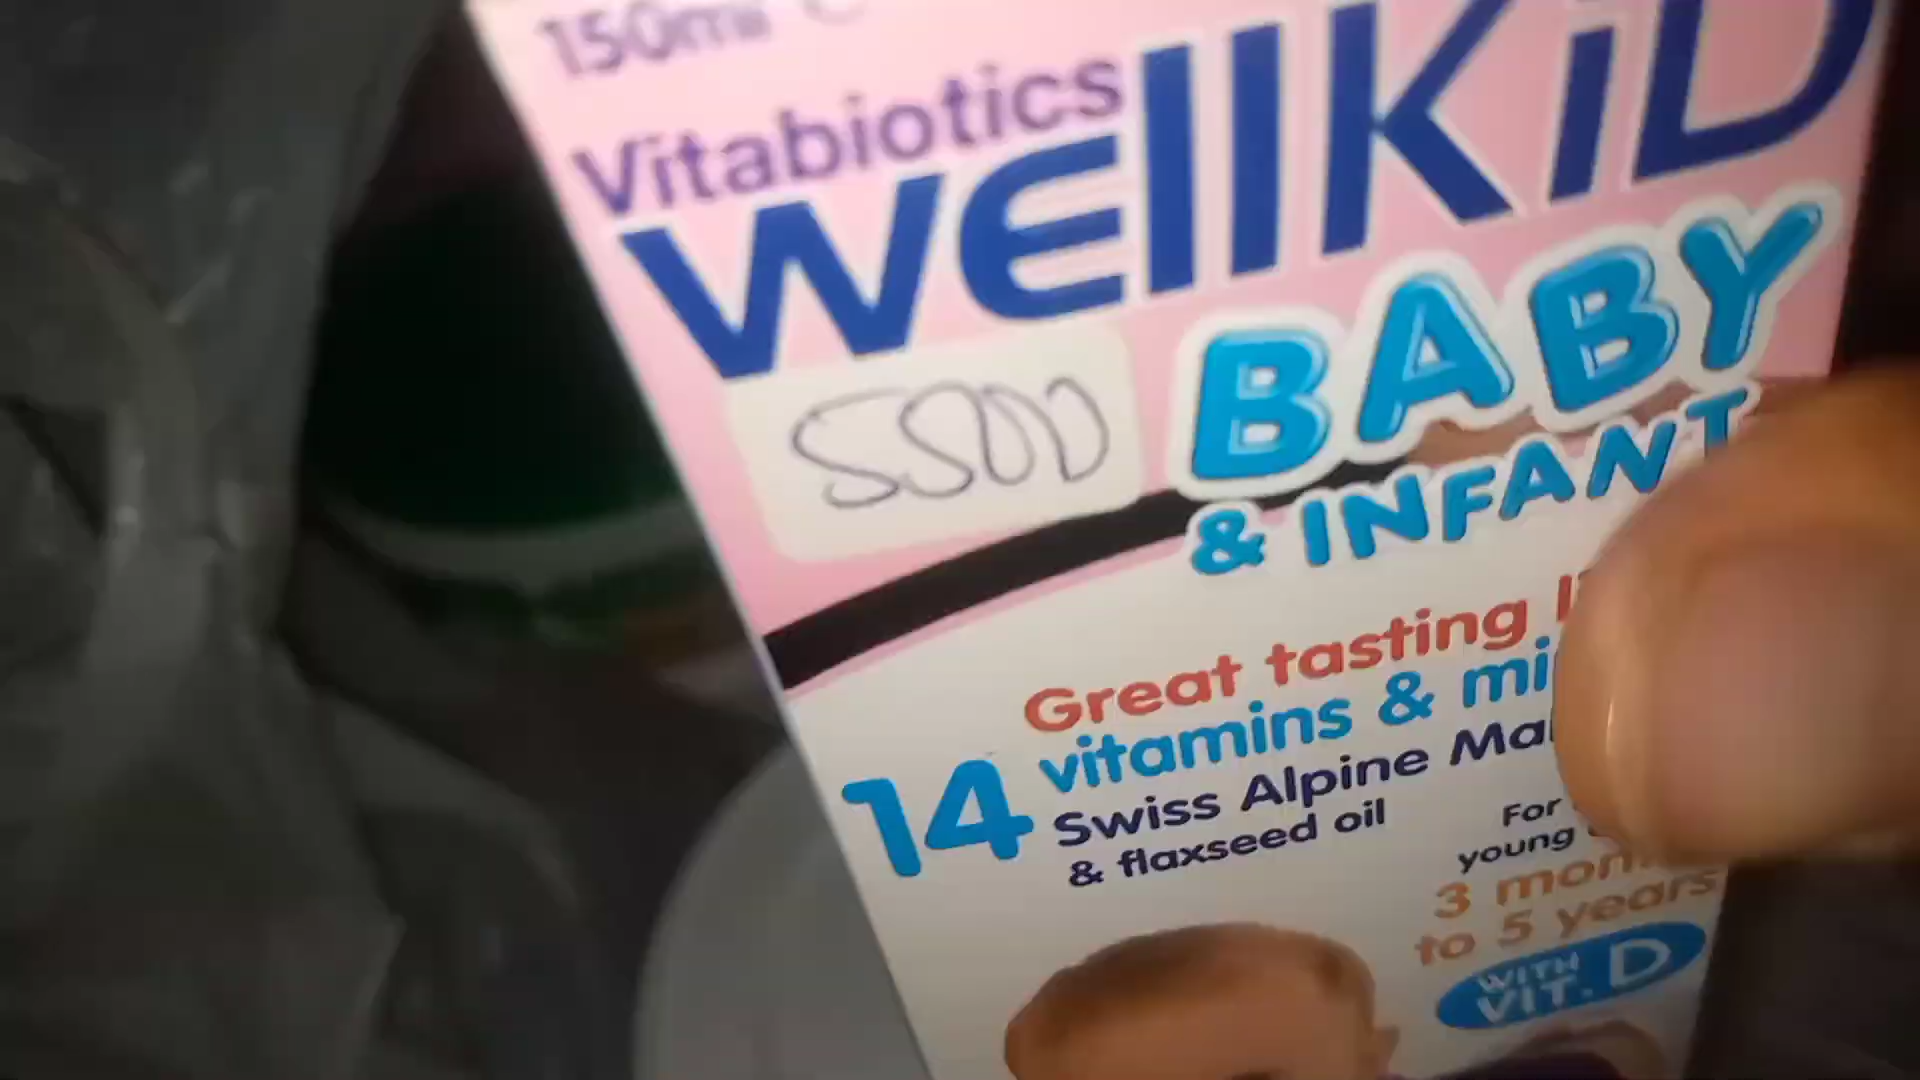 150ml e
Vitabiotics
wellKiD
5500
BABY
& INFANT
Great tasting
14 vitamins &
Swiss Alpine
& flaxseed oil
For
young
3
to 5 years
WITH
VIT. D